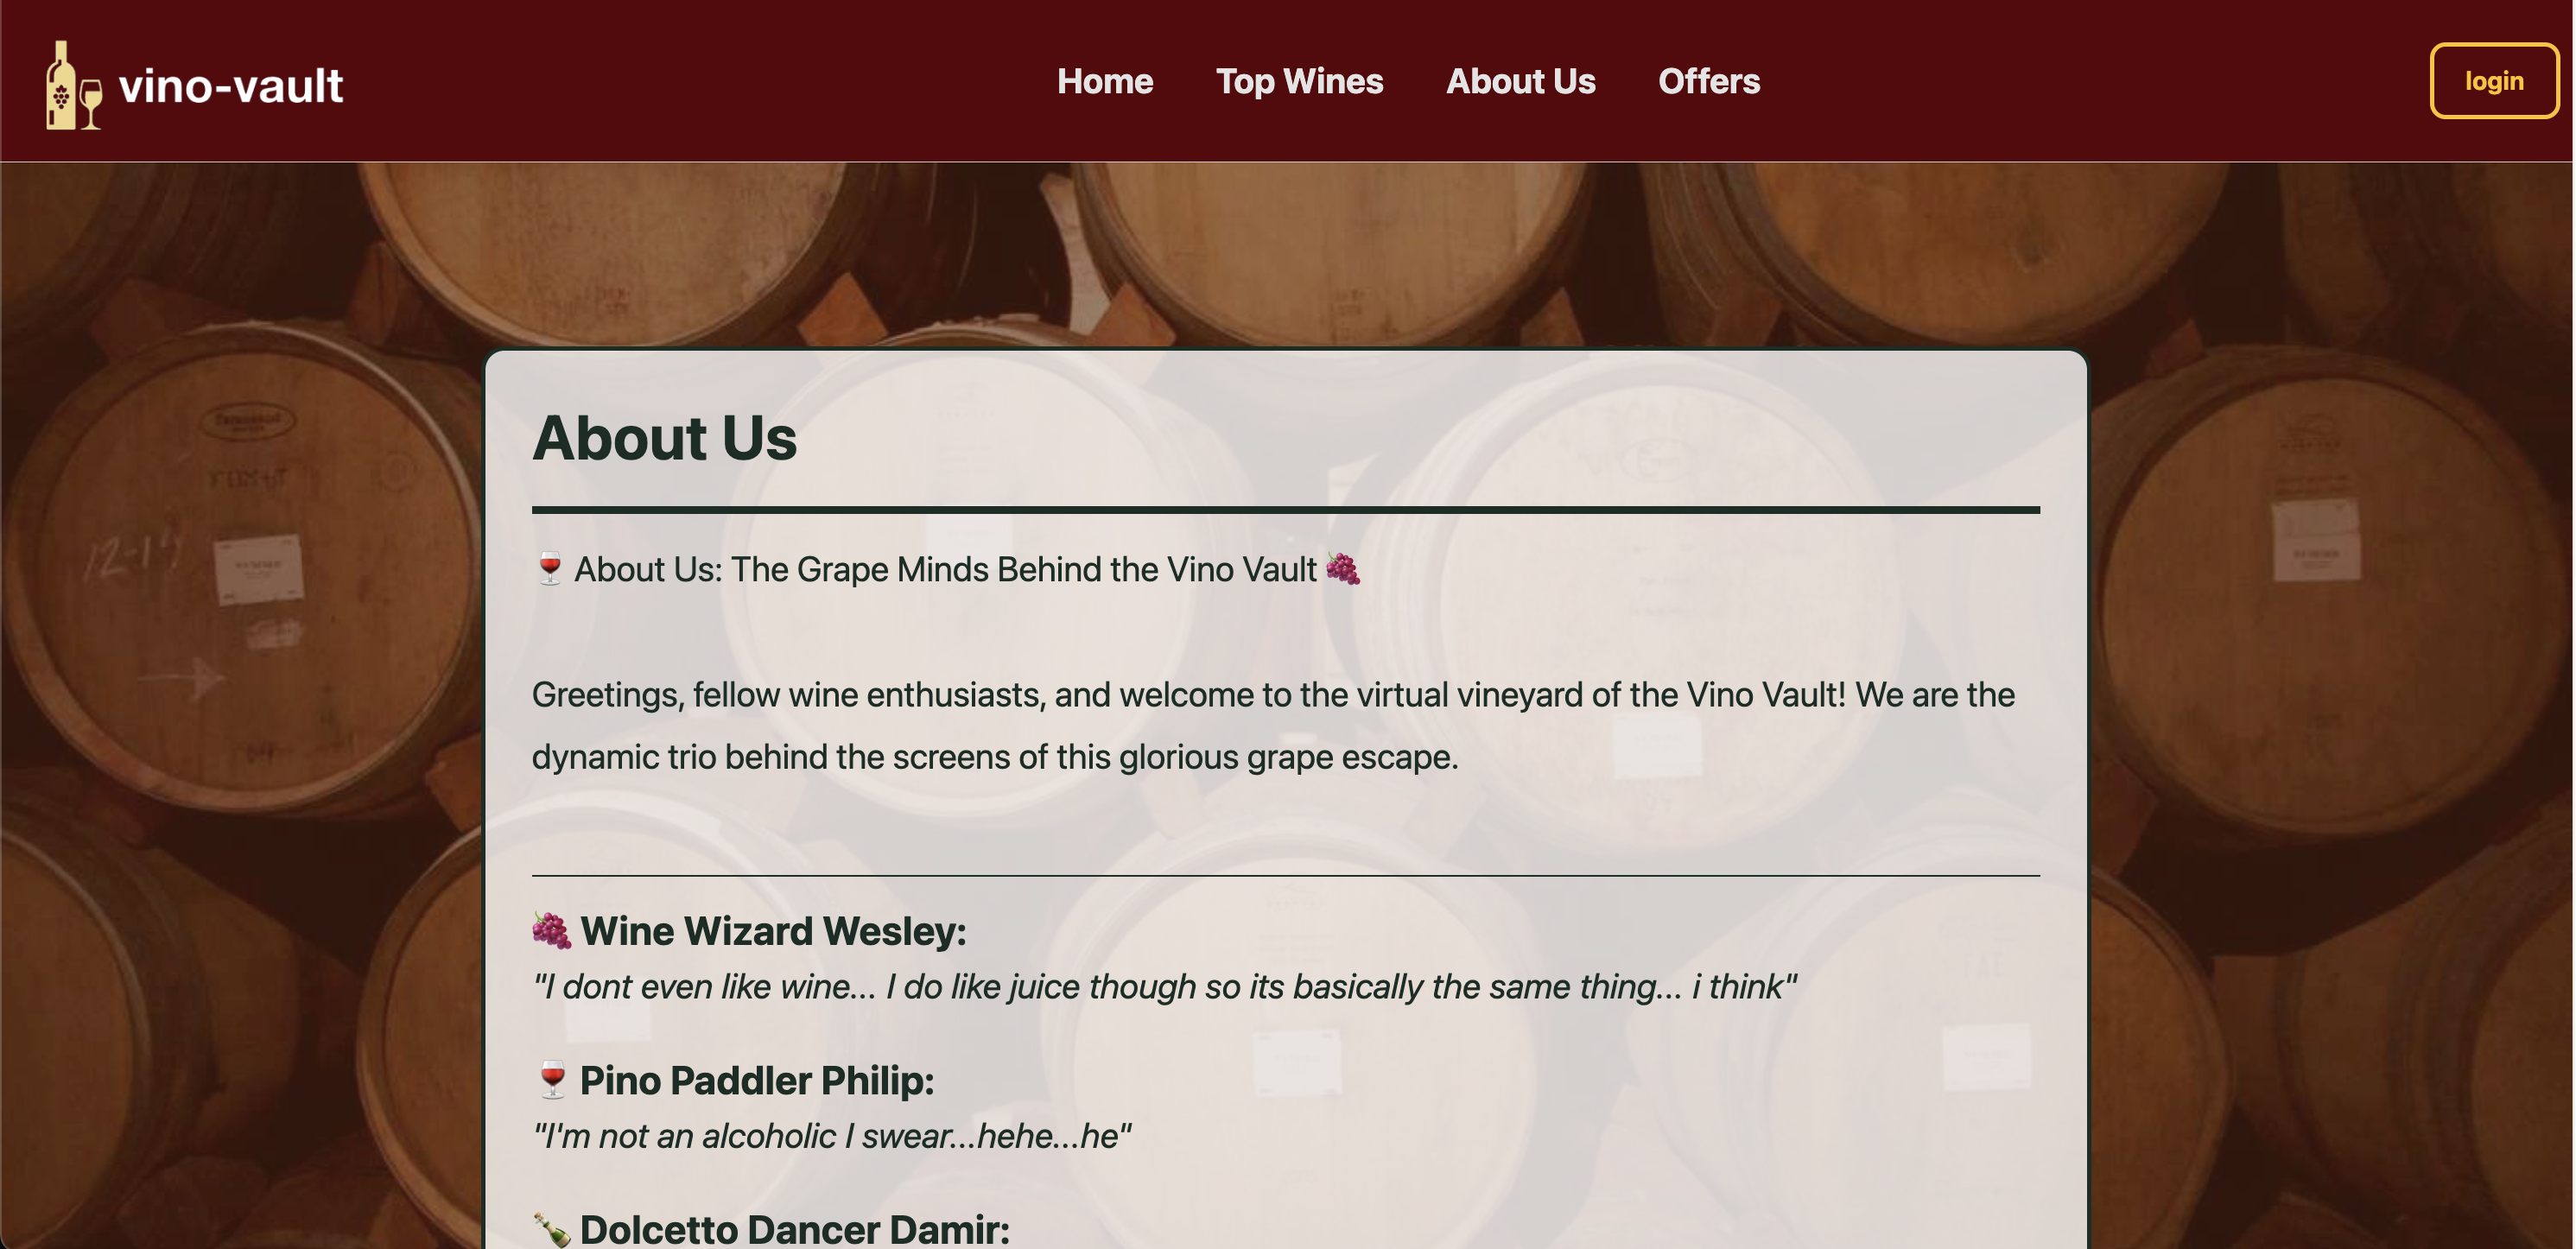 vino-vault
Home
Top Wines
About Us
Offers
login
12-1
About Us
🍷 About Us: The Grape Minds Behind the Vino Vault 🍇
Greetings, fellow wine enthusiasts, and welcome to the virtual vineyard of the Vino Vault! We are the
dynamic trio behind the screens of this glorious grape escape.
🍇 Wine Wizard Wesley:
"I dont even like wine... I do like juice though so its basically the same thing... i think"
🍷 Pino Paddler Philip:
"I'm not an alcoholic I swear...hehe...he"
🍾 Dolcetto Dancer Damir: